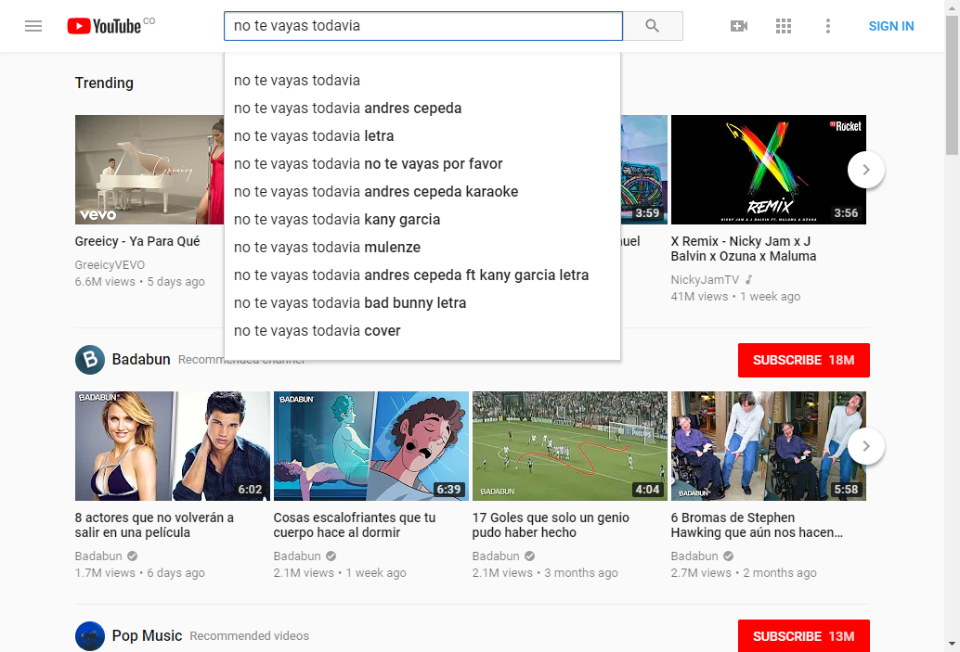 YouTube CO
no te vayas todavia
SIGN IN
no te vayas todavia
no te vayas todavia andres cepeda
no te vayas todavia letra
no te vayas todavia no te vayas por favor
no te vayas todavia andres cepeda karaoke
no te vayas todavia kany garcia
no te vayas todavia mulenze
no te vayas todavia andres cepeda ft kany garcia letra
no te vayas todavia bad bunny letra
no te vayas todavia cover
Trending
vevo
Greeicy
3:59
Rocket
REMIX
NICKY JAM & J BALVIN FT. MALUMA & OZUNA
3:56
Greeicy - Ya Para Qué
GreeicyVEVO
6.6M views • 5 days ago
uel
X Remix - Nicky Jam x J
Balvin x Ozuna x Maluma
NickyJamTV
41M views • 1 week ago
B
Badabun
Recommended channel
SUBSCRIBE 18M
BADABUN
6:02
BADABUN
6:39
BADABUN
4:04
BADABUN
5:58
8 actores que no volverán a
salir en una película
Badabun
1.7M views • 6 days ago
Cosas escalofriantes que tu
cuerpo hace al dormir
Badabun
2.1M views • 1 week ago
17 Goles que solo un genio
pudo haber hecho
Badabun
2.1M views • 3 months ago
6 Bromas de Stephen
Hawking que aún nos hacen...
Badabun
2.7M views • 2 months ago
Pop Music
Recommended videos
SUBSCRIBE 13M